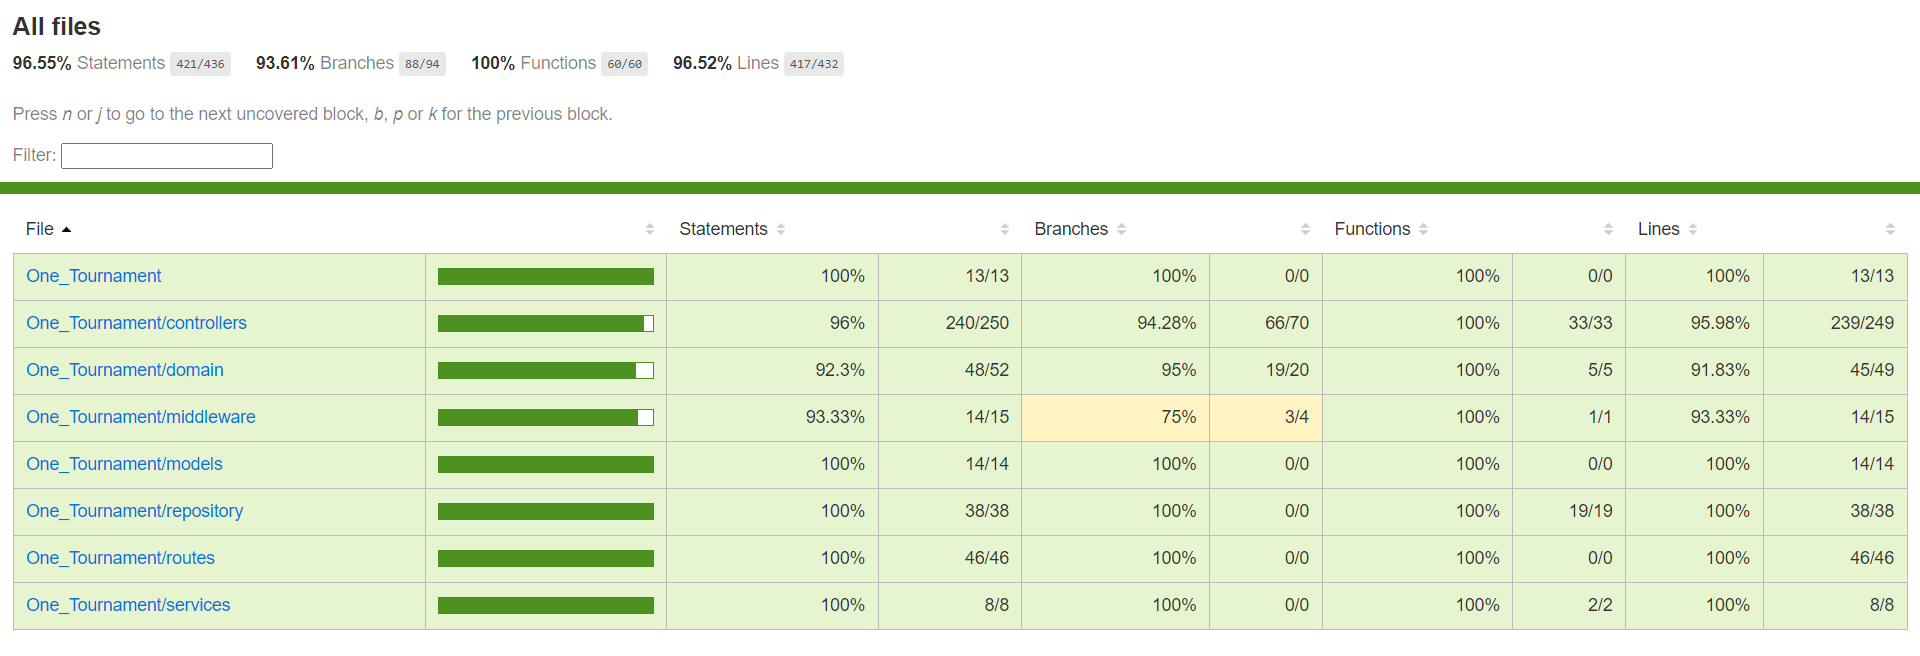 All files
96.55% Statements 421/436 93.61% Branches 88/94 100% Functions 60/60 96.52% Lines 417/432
Press n or j to go to the next uncovered block, b, p or k for the previous block.
Filter:
File Statements Branches Functions Lines
One_Tournament 100% 13/13 100% 0/0 100% 0/0 100% 13/13
One_Tournament/controllers 96% 240/250 94.28% 66/70 100% 33/33 95.98% 239/249
One_Tournament/domain 92.3% 48/52 95% 19/20 100% 5/5 91.83% 45/49
One_Tournament/middleware 93.33% 14/15 75% 3/4 100% 1/1 93.33% 14/15
One_Tournament/models 100% 14/14 100% 0/0 100% 0/0 100% 14/14
One_Tournament/repository 100% 38/38 100% 0/0 100% 19/19 100% 38/38
One_Tournament/routes 100% 46/46 100% 0/0 100% 0/0 100% 46/46
One_Tournament/services 100% 8/8 100% 0/0 100% 2/2 100% 8/8